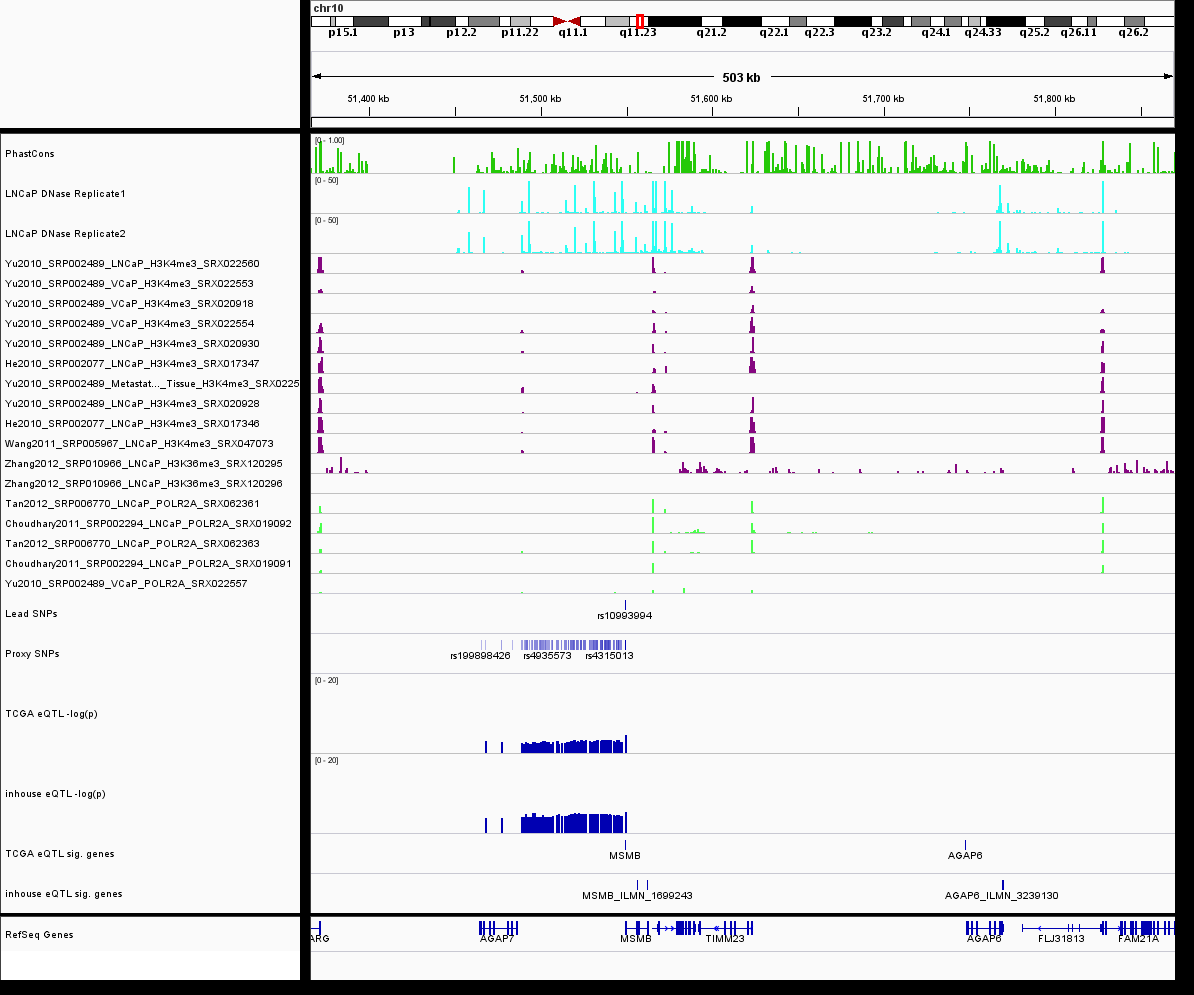 chr10
p15.1 p13 p12.2 p11.22 q11.1 q11.23 q21.2 q22.1 q22.3 q23.2 q24.1 q24.33 q25.2 q26.11 q26.2
503 kb
51,400 kb 51,500 kb 51,600 kb 51,700 kb 51,800 kb
PhastCons [0 - 1.00]
LNCaP DNase Replicate1 [0 - 50]
LNCaP DNase Replicate2 [0 - 50]
Yu2010_SRP002489_LNCaP_H3K4me3_SRX022560
Yu2010_SRP002489_VCaP_H3K4me3_SRX022553
Yu2010_SRP002489_VCaP_H3K4me3_SRX020918
Yu2010_SRP002489_VCaP_H3K4me3_SRX022554
Yu2010_SRP002489_LNCaP_H3K4me3_SRX020930
He2010_SRP002077_LNCaP_H3K4me3_SRX017347
Yu2010_SRP002489_Metastat..._Tissue_H3K4me3_SRX0225
Yu2010_SRP002489_LNCaP_H3K4me3_SRX020928
He2010_SRP002077_LNCaP_H3K4me3_SRX017346
Wang2011_SRP005967_LNCaP_H3K4me3_SRX047073
Zhang2012_SRP010966_LNCaP_H3K36me3_SRX120295
Zhang2012_SRP010966_LNCaP_H3K36me3_SRX120296
Tan2012_SRP006770_LNCaP_POLR2A_SRX062361
Choudhary2011_SRP002294_LNCaP_POLR2A_SRX019092
Tan2012_SRP006770_LNCaP_POLR2A_SRX062363
Choudhary2011_SRP002294_LNCaP_POLR2A_SRX019091
Yu2010_SRP002489_VCaP_POLR2A_SRX022557
Lead SNPs rs10993994
Proxy SNPs rs199898426 rs4935573 rs4315013
[0 - 20]
TCGA eQTL -log(p)
[0 - 20]
inhouse eQTL -log(p)
TCGA eQTL sig. genes MSMB AGAP6
inhouse eQTL sig. genes MSMB_ILMN_1699243 AGAP6_ILMN_3239130
RefSeq Genes ARG AGAP7 MSMB TIMM23 AGAP6 FLJ31813 FAM21A